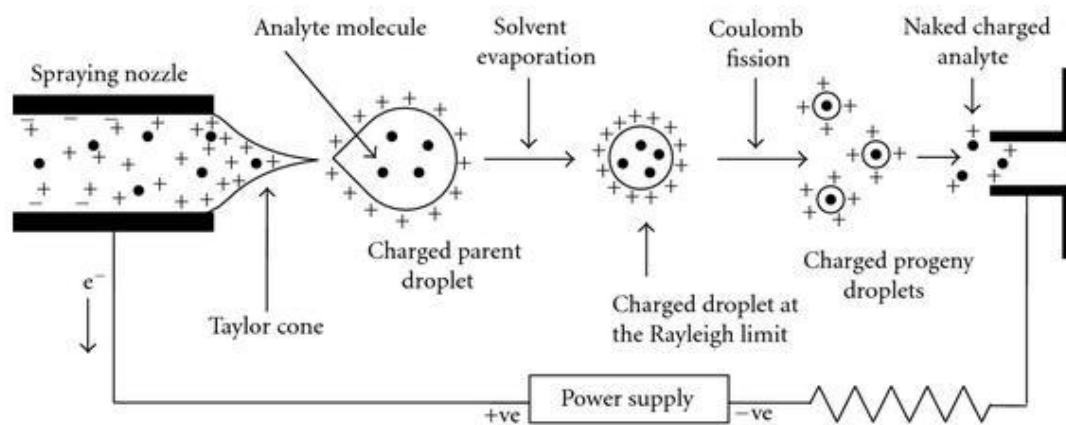 Analyte molecule
Solvent
evaporation
Coulomb
fission
Naked charged
analyte
Spraying nozzle
Charged parent
droplet
Charged progeny
droplets
e⁻
Taylor cone
Charged droplet at
the Rayleigh limit
+ve
Power supply
−ve